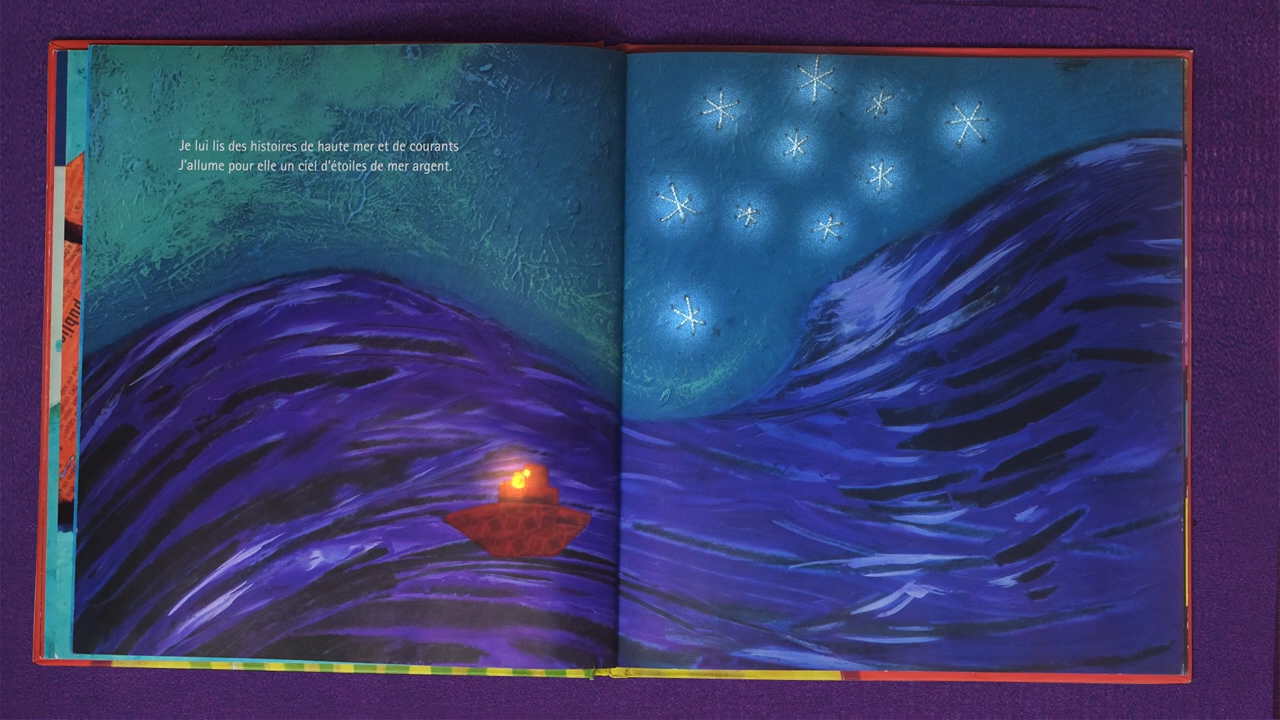 Je lui lis des histoires de haute mer et de courants
J'allume pour elle un ciel d'étoiles de mer argent.
public